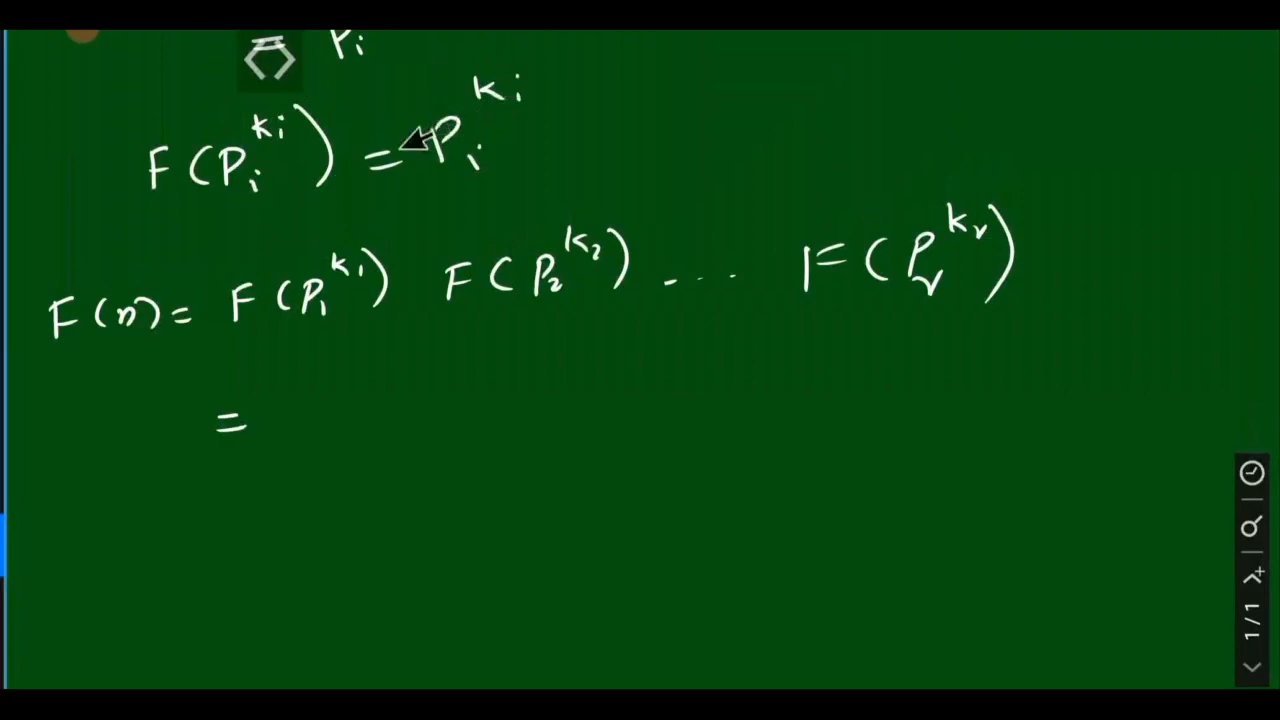 = Pᵢ
F(Pᵢ^kᵢ) = Pᵢ^kᵢ
F(n) = F(P₁^k₁) F(P₂^k₂) ... F(Pᵣ^kᵣ)
=
1/1